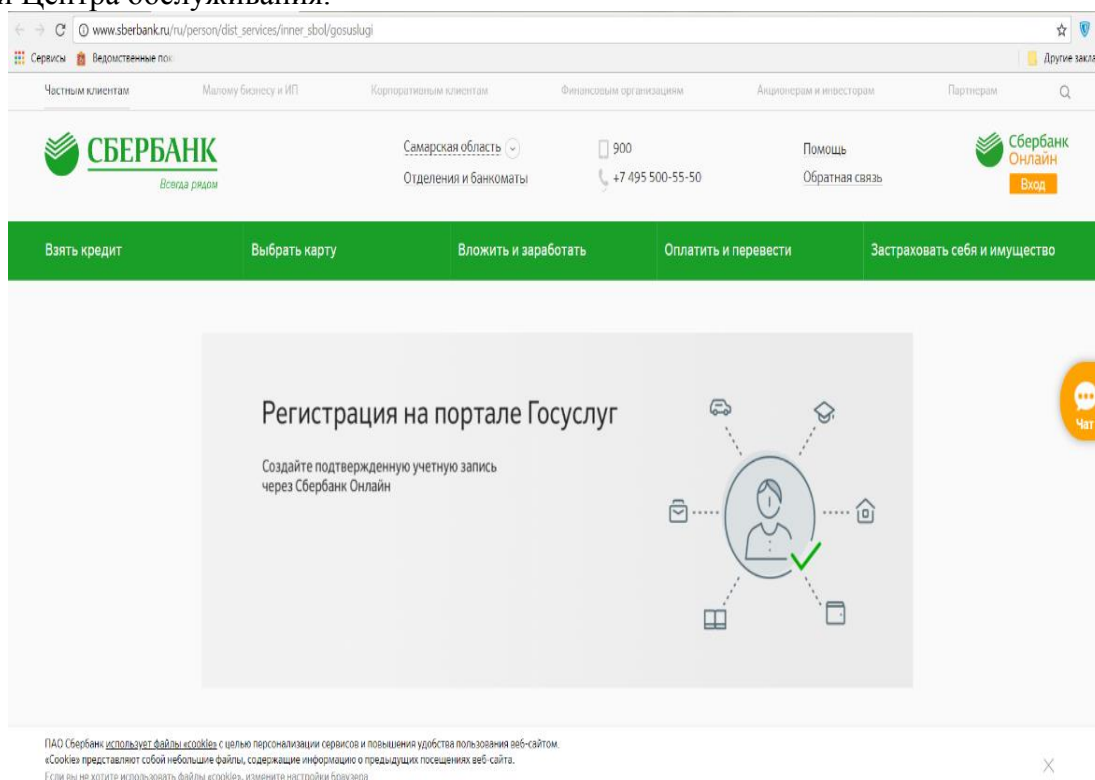 и Центра обслуживания.
www.sberbank.ru/ru/person/dist_services/inner_sbol/gosuslugi
Сервисы Ведомственные пок
Другие закла
Частным клиентам Малому бизнесу и ИП Корпоративным клиентам Финансовым организациям Акционерам и инвесторам Партнерам
СБЕРБАНК
Всегда рядом
Самарская область
Отделения и банкоматы
900
+7 495 500-55-50
Помощь
Обратная связь
Сбербанк
Онлайн
Вход
Взять кредит Выбрать карту Вложить и заработать Оплатить и перевести Застраховать себя и имущество
Регистрация на портале Госуслуг
Создайте подтвержденную учетную запись
через Сбербанк Онлайн
Чат
ПАО Сбербанк использует файлы «cookie» с целью персонализации сервисов и повышения удобства пользования веб-сайтом.
«Cookie» представляют собой небольшие файлы, содержащие информацию о предыдущих посещениях веб-сайта.
Если вы не хотите использовать файлы «cookie», измените настройки браузера